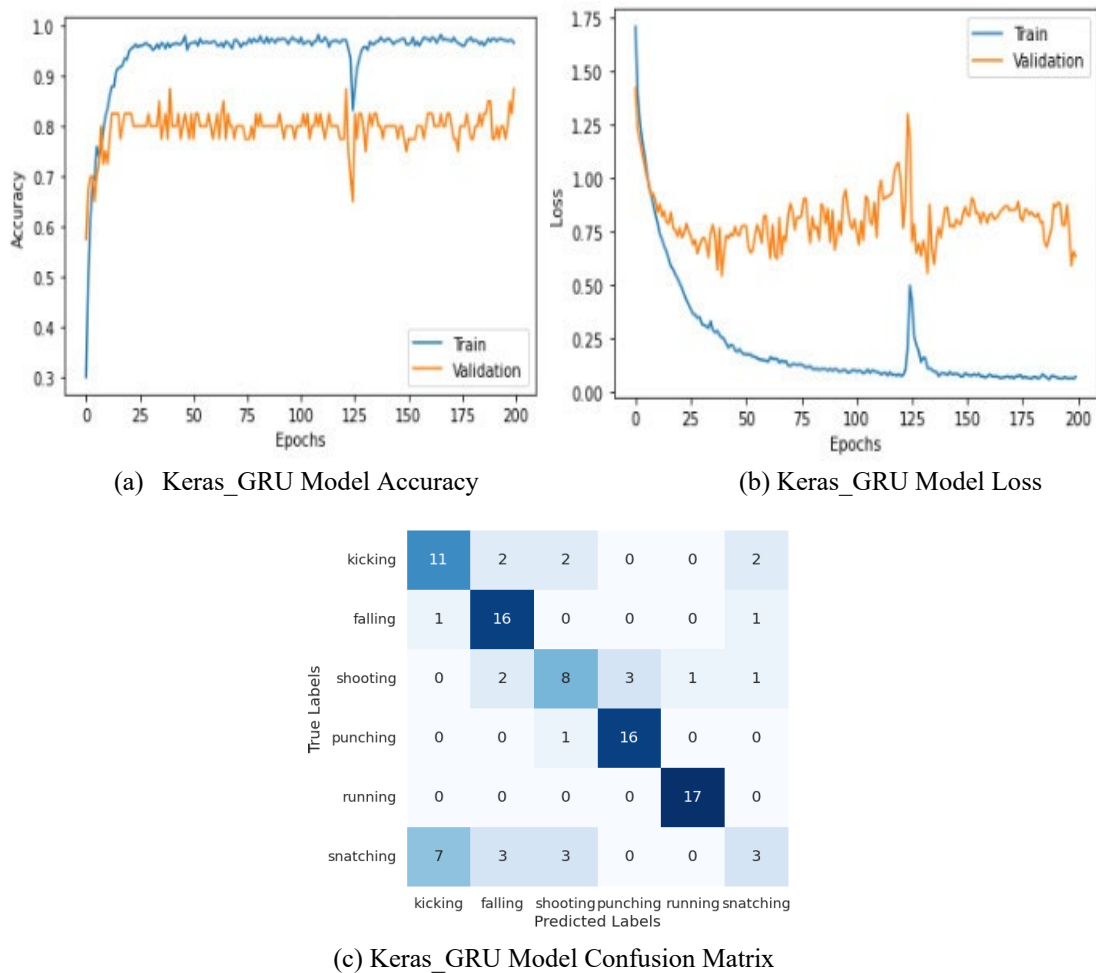 1.0
0.9
0.8
0.7
0.6
0.5
0.4
0.3
Accuracy
Train
Validation
0 25 50 75 100 125 150 175 200
Epochs
(a) Keras_GRU Model Accuracy
1.75
1.50
1.25
1.00
0.75
0.50
0.25
0.00
Loss
Train
Validation
0 25 50 75 100 125 150 175 200
Epochs
(b) Keras_GRU Model Loss
True Labels
kicking 11 2 2 0 0 2
falling 1 16 0 0 0 1
shooting 0 2 8 3 1 1
punching 0 0 1 16 0 0
running 0 0 0 0 17 0
snatching 7 3 3 0 0 3
kicking falling shooting punching running snatching
Predicted Labels
(c) Keras_GRU Model Confusion Matrix